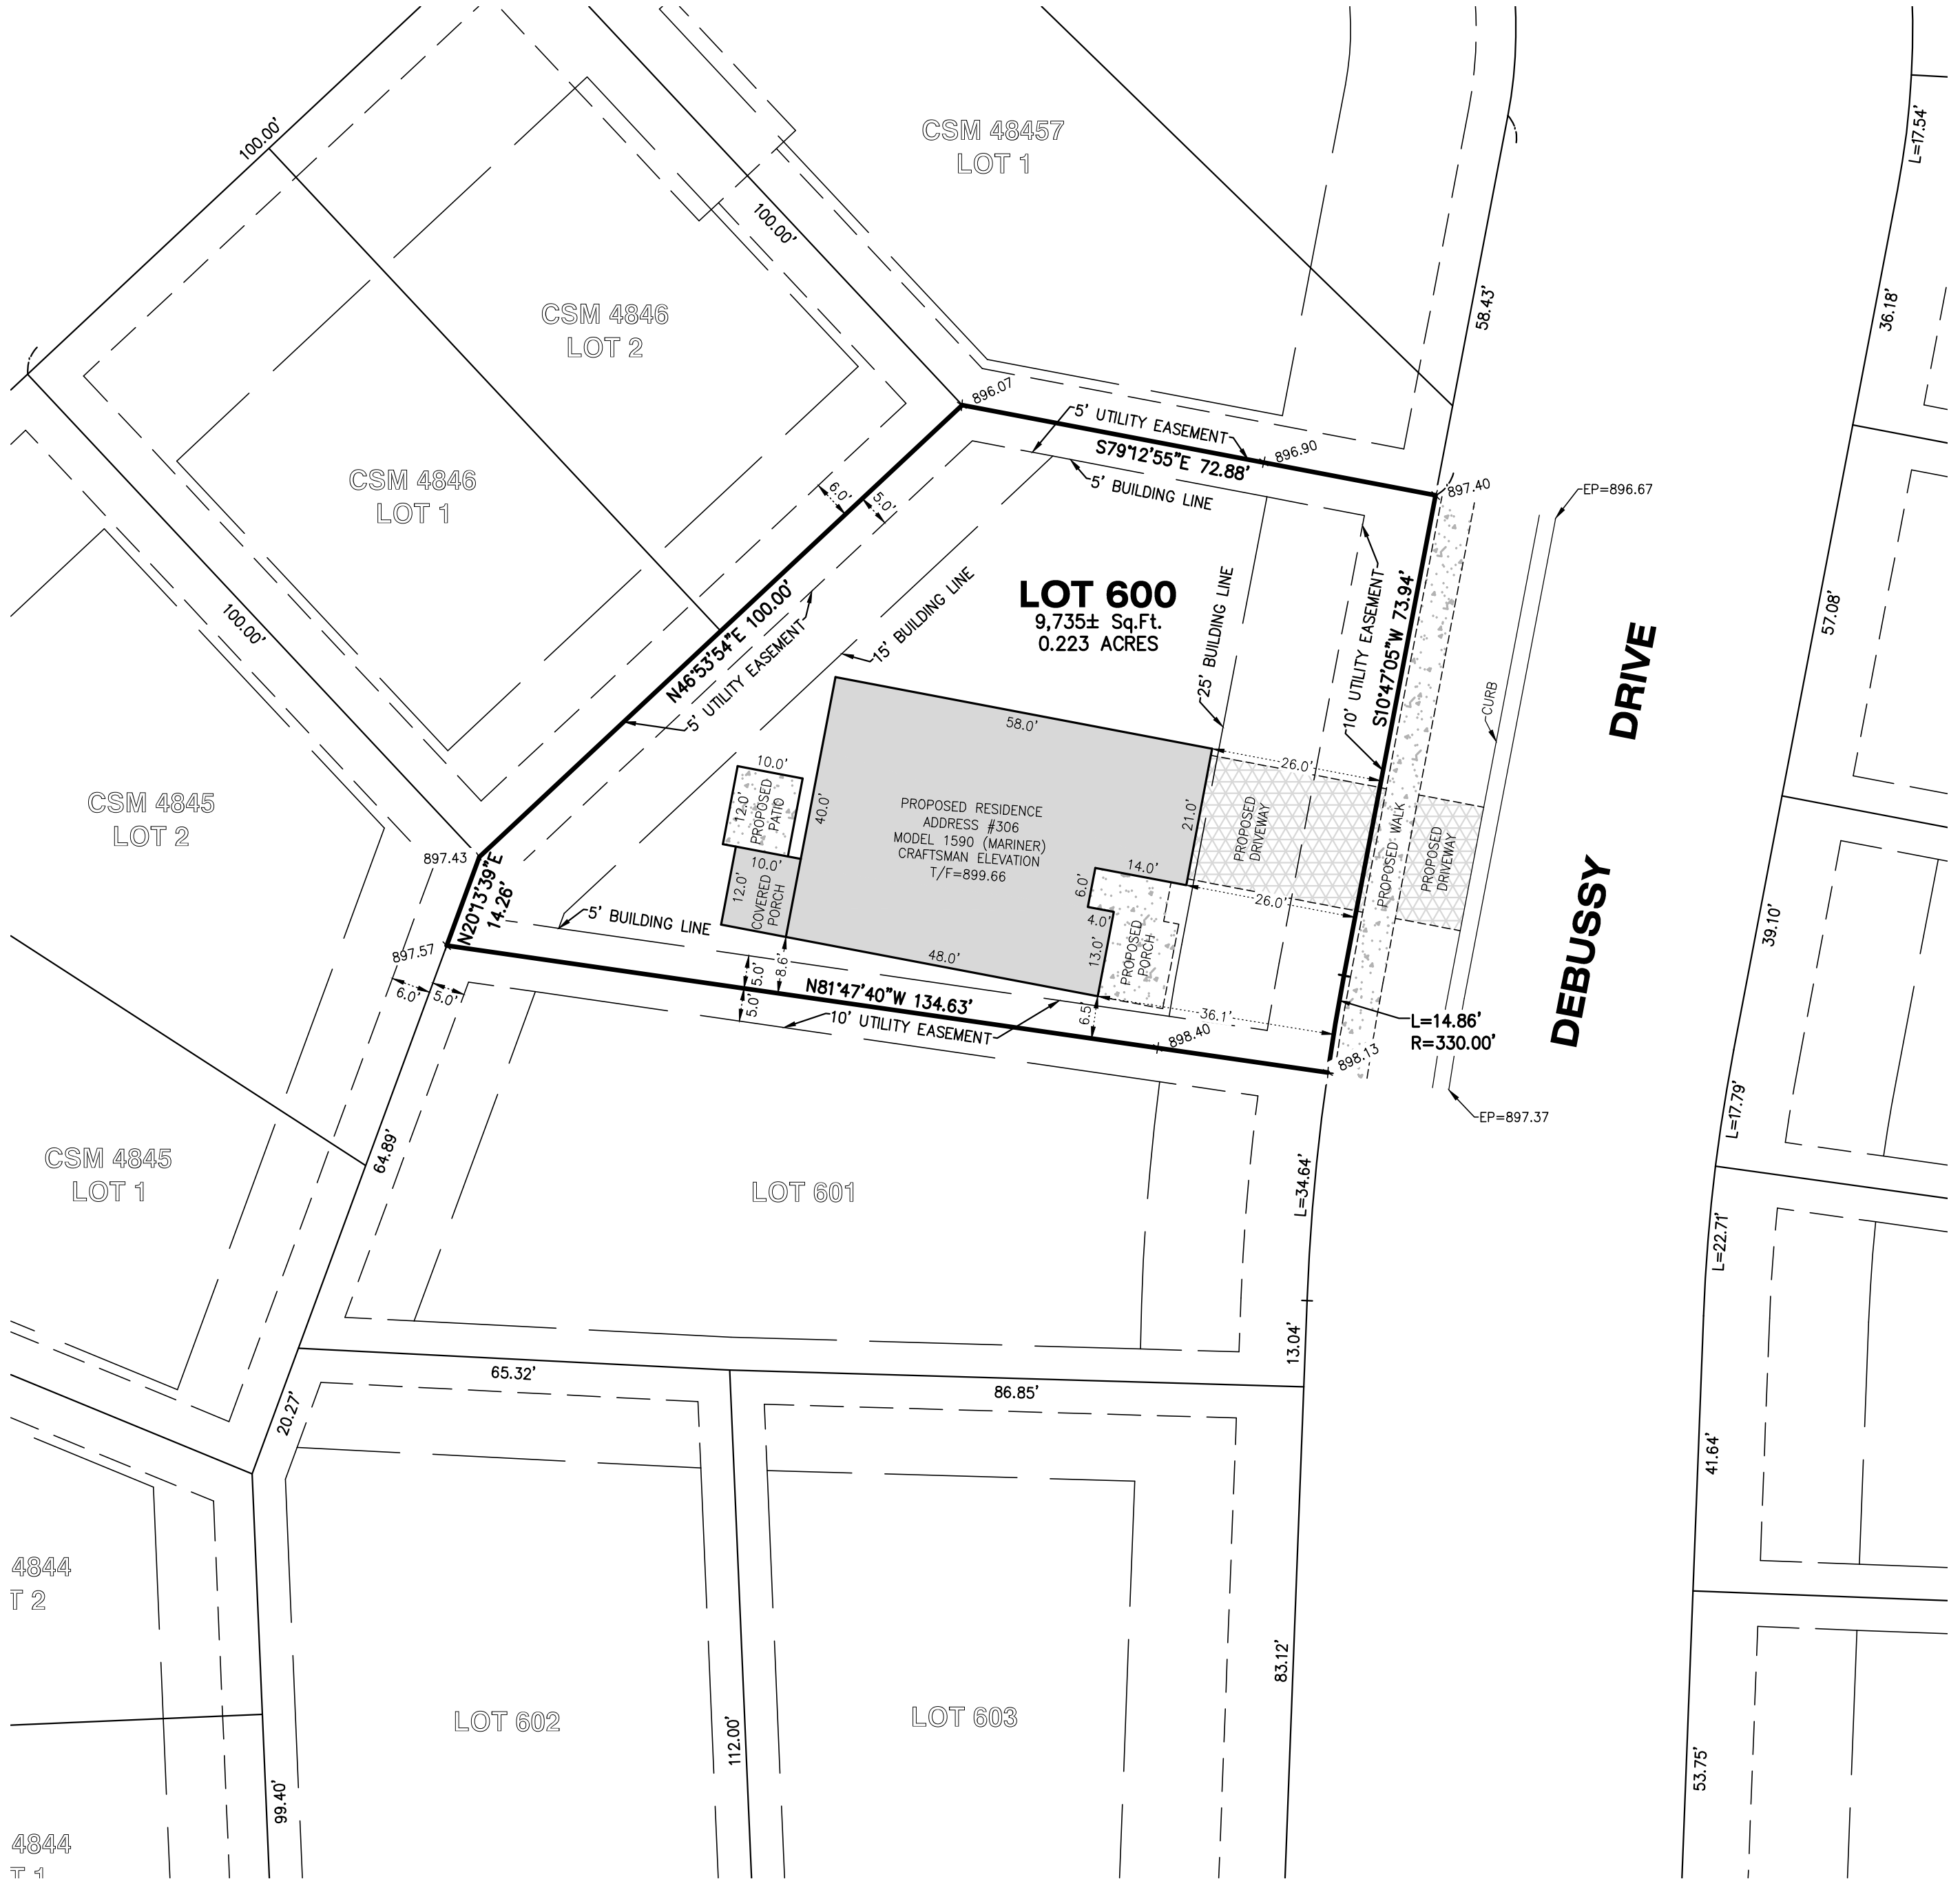 100.00'
CSM 48457
LOT 1
L=17.54'
100.00'
CSM 4846
LOT 2
58.43'
36.18'
896.07
5' UTILITY EASEMENT
S79°12'55"E 72.88'
896.90
5' BUILDING LINE
CSM 4846
LOT 1
897.40
EP=896.67
6.0'
5.0'
N46°53'54"E 100.00'
5' UTILITY EASEMENT
15' BUILDING LINE
LOT 600
9,735± Sq.Ft.
0.223 ACRES
25' BUILDING LINE
10' UTILITY EASEMENT
S10°47'05"W 73.94'
CURB
DEBUSSY DRIVE
57.08'
100.00'
58.0'
26.0'
10.0'
12.0'
PROPOSED
PATIO
40.0'
PROPOSED RESIDENCE
ADDRESS #306
MODEL 1590 (MARINER)
CRAFTSMAN ELEVATION
T/F=899.66
21.0'
PROPOSED
DRIVEWAY
PROPOSED WALK
PROPOSED
DRIVEWAY
CSM 4845
LOT 2
897.43
N20°13'39"E
14.26'
10.0'
12.0'
COVERED
PORCH
14.0'
6.0'
4.0'
13.0'
PROPOSED
PORCH
26.0'
39.10'
5' BUILDING LINE
897.57
48.0'
6.0'
5.0'
5.0'
8.6'
5.0'
N81°47'40"W 134.63'
10' UTILITY EASEMENT
6.5'
36.1'
898.40
898.13
L=14.86'
R=330.00'
EP=897.37
L=17.79'
64.89'
CSM 4845
LOT 1
LOT 601
L=34.64'
L=22.71'
13.04'
65.32'
86.85'
20.27'
41.64'
4844
T 2
LOT 602
LOT 603
83.12'
112.00'
53.75'
99.40'
4844
T 1